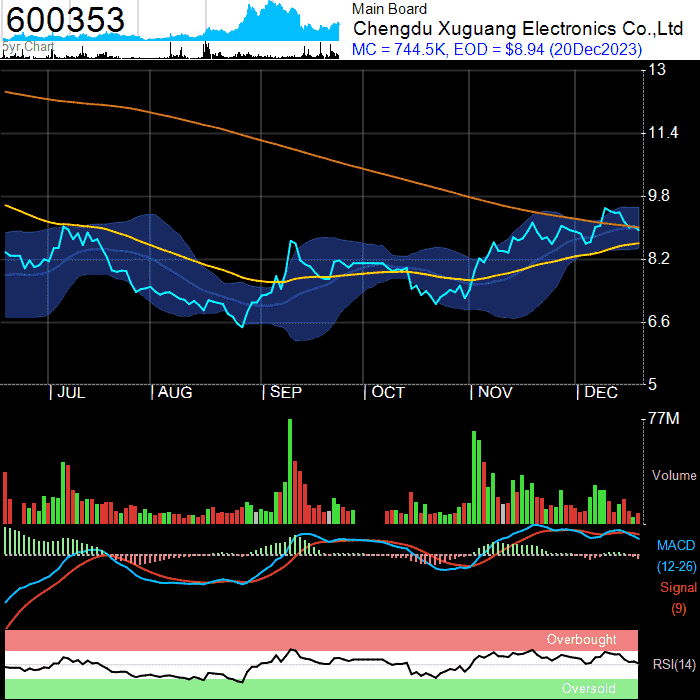 600353
5yr Chart
Main Board
Chengdu Xuguang Electronics Co.,Ltd
MC = 744.5K, EOD = $8.94 (20Dec2023)
13
11.4
9.8
8.2
6.6
5
JUL AUG SEP OCT NOV DEC
77M
Volume
MACD
(12-26)
Signal
(9)
Overbought
RSI(14)
Oversold